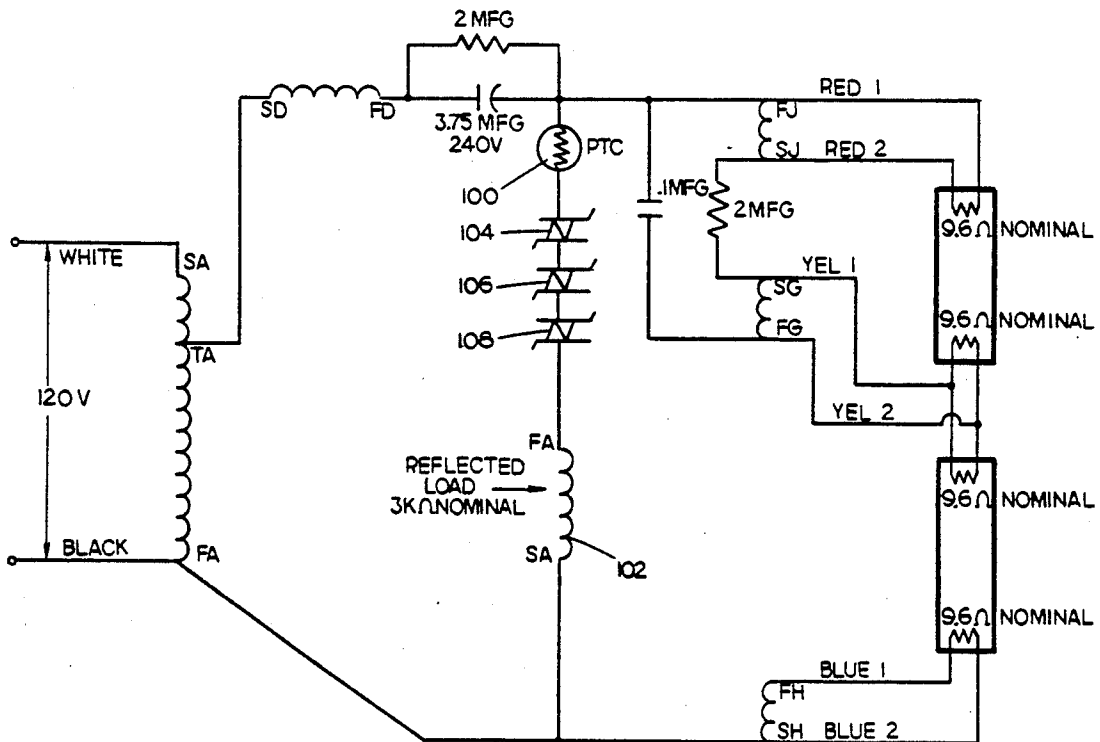 2 MFG
SD
FD
3.75 MFG
240V
PTC
100
104
106
108
RED 1
FJ
SJ
RED 2
.1MFG
2MFG
9.6Ω NOMINAL
YEL 1
SG
FG
9.6Ω NOMINAL
YEL 2
WHITE
SA
TA
120V
BLACK
FA
FA
REFLECTED
LOAD
3KΩ NOMINAL
SA
102
9.6Ω NOMINAL
9.6Ω NOMINAL
BLUE 1
FH
SH
BLUE 2